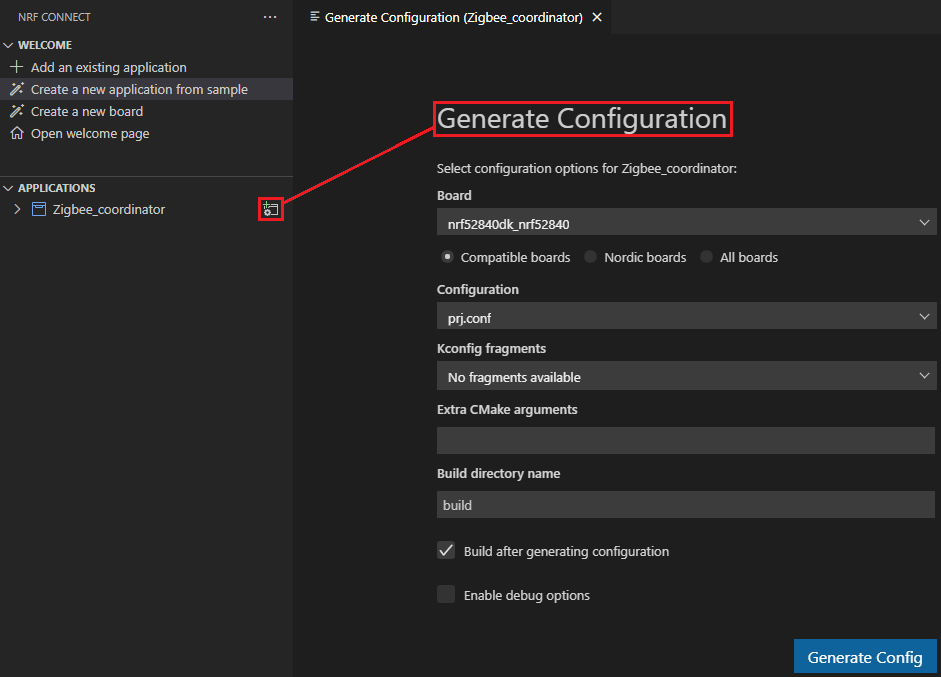 NRF CONNECT
WELCOME
Add an existing application
Create a new application from sample
Create a new board
Open welcome page
APPLICATIONS
Zigbee_coordinator
Generate Configuration (Zigbee_coordinator)
Generate Configuration
Select configuration options for Zigbee_coordinator:
Board
nrf52840dk_nrf52840
Compatible boards Nordic boards All boards
Configuration
prj.conf
Kconfig fragments
No fragments available
Extra CMake arguments
Build directory name
build
Build after generating configuration
Enable debug options
Generate Config